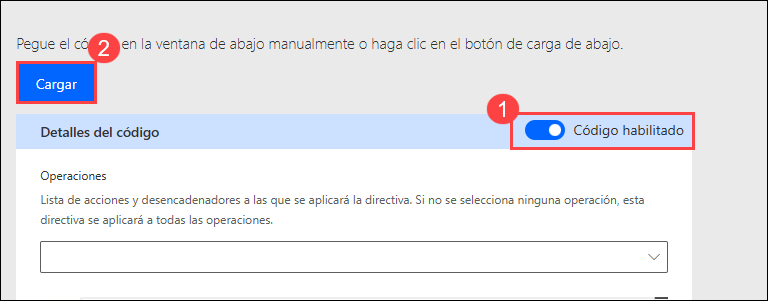 Pegue el có en la ventana de abajo manualmente o haga clic en el botón de carga de abajo.
2
Cargar
1
Detalles del código
Código habilitado
Operaciones
Lista de acciones y desencadenadores a las que se aplicará la directiva. Si no se selecciona ninguna operación, esta
directiva se aplicará a todas las operaciones.